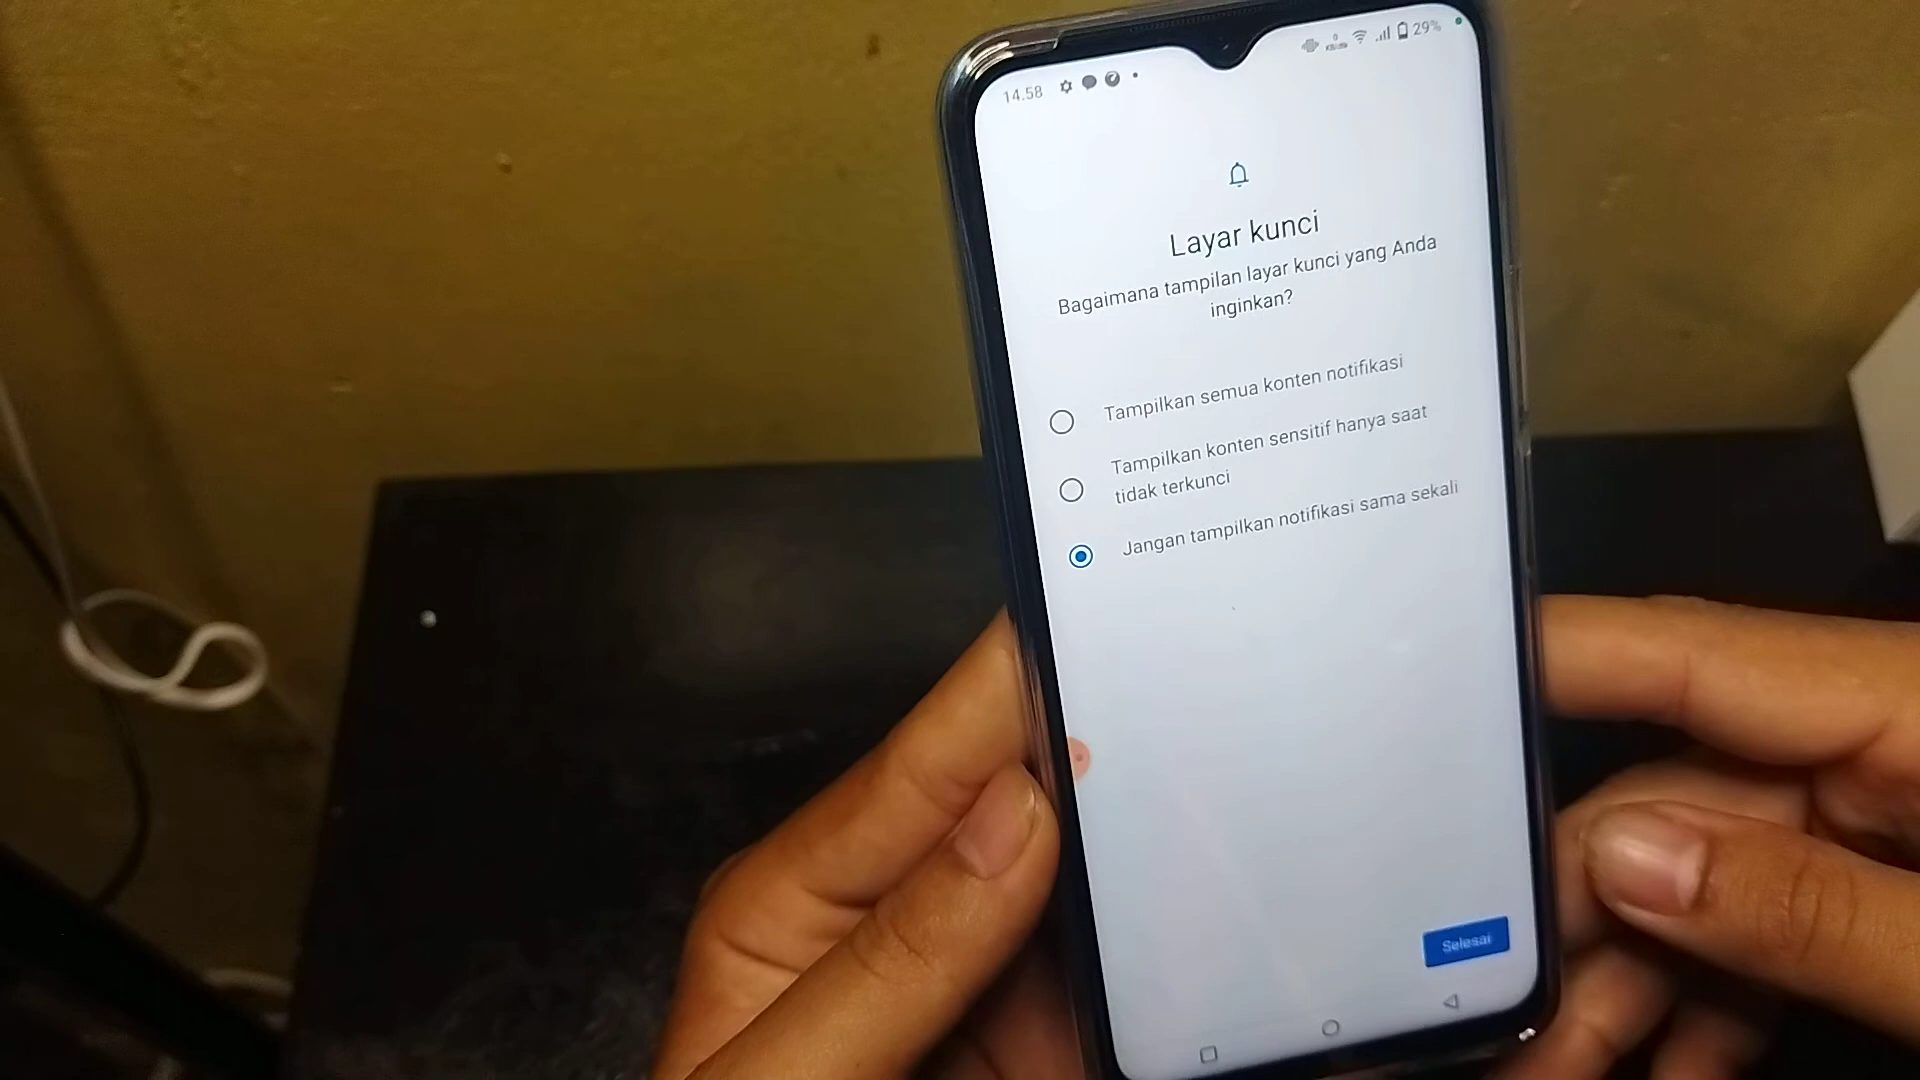 14.58
29%
Layar kunci
Bagaimana tampilan layar kunci yang Anda
inginkan?
Tampilkan semua konten notifikasi
Tampilkan konten sensitif hanya saat
tidak terkunci
Jangan tampilkan notifikasi sama sekali
Selesai